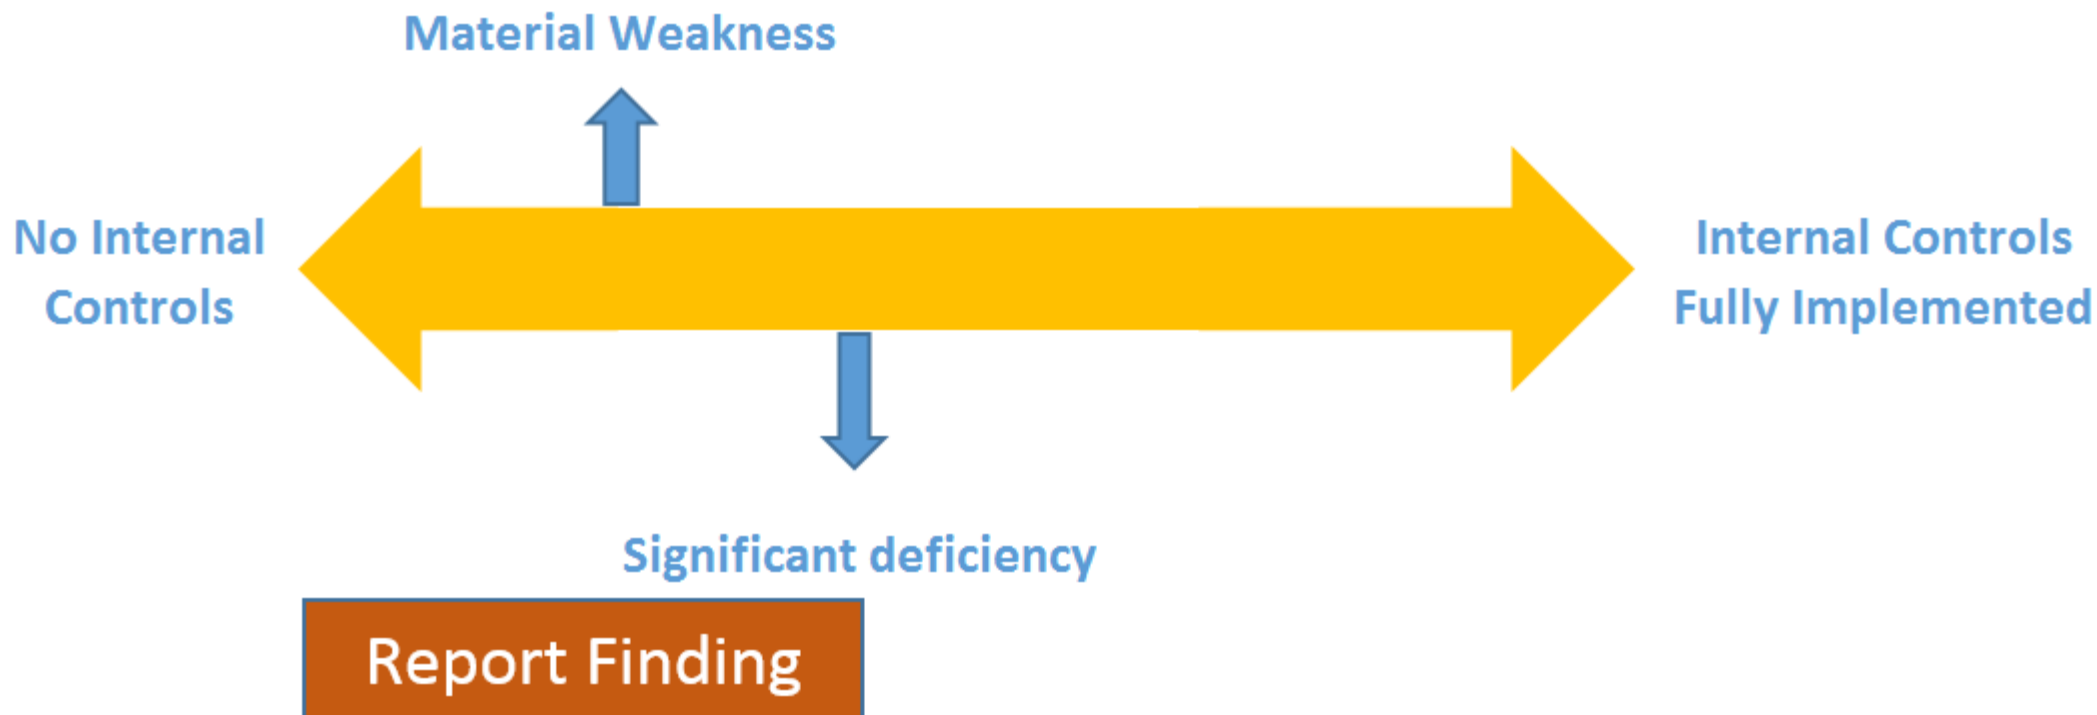 Material Weakness
No Internal
Controls
Internal Controls
Fully Implemented
Significant deficiency
Report Finding